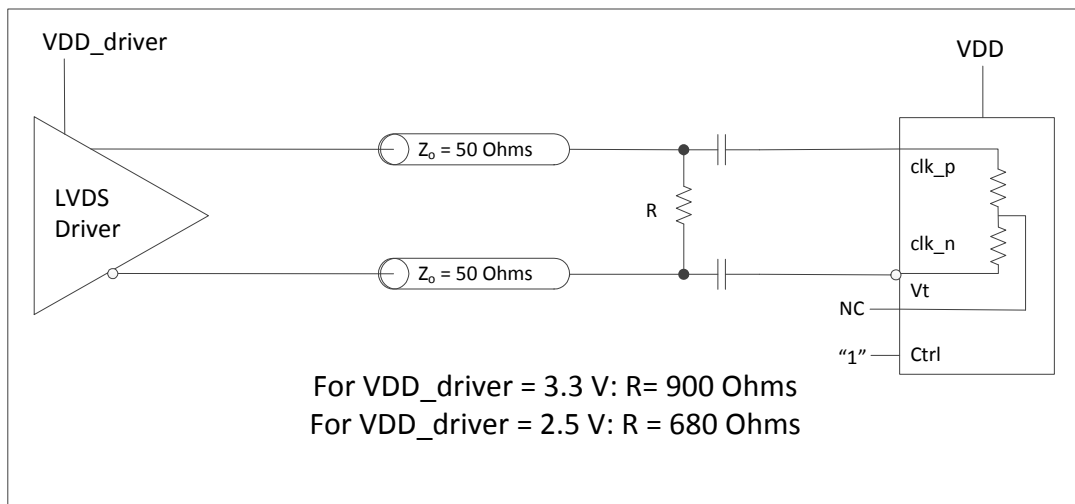 VDD_driver
VDD
Zₒ = 50 Ohms
clk_p
LVDS
Driver
R
clk_n
Zₒ = 50 Ohms
Vt
NC
“1”
Ctrl
For VDD_driver = 3.3 V: R= 900 Ohms
For VDD_driver = 2.5 V: R = 680 Ohms